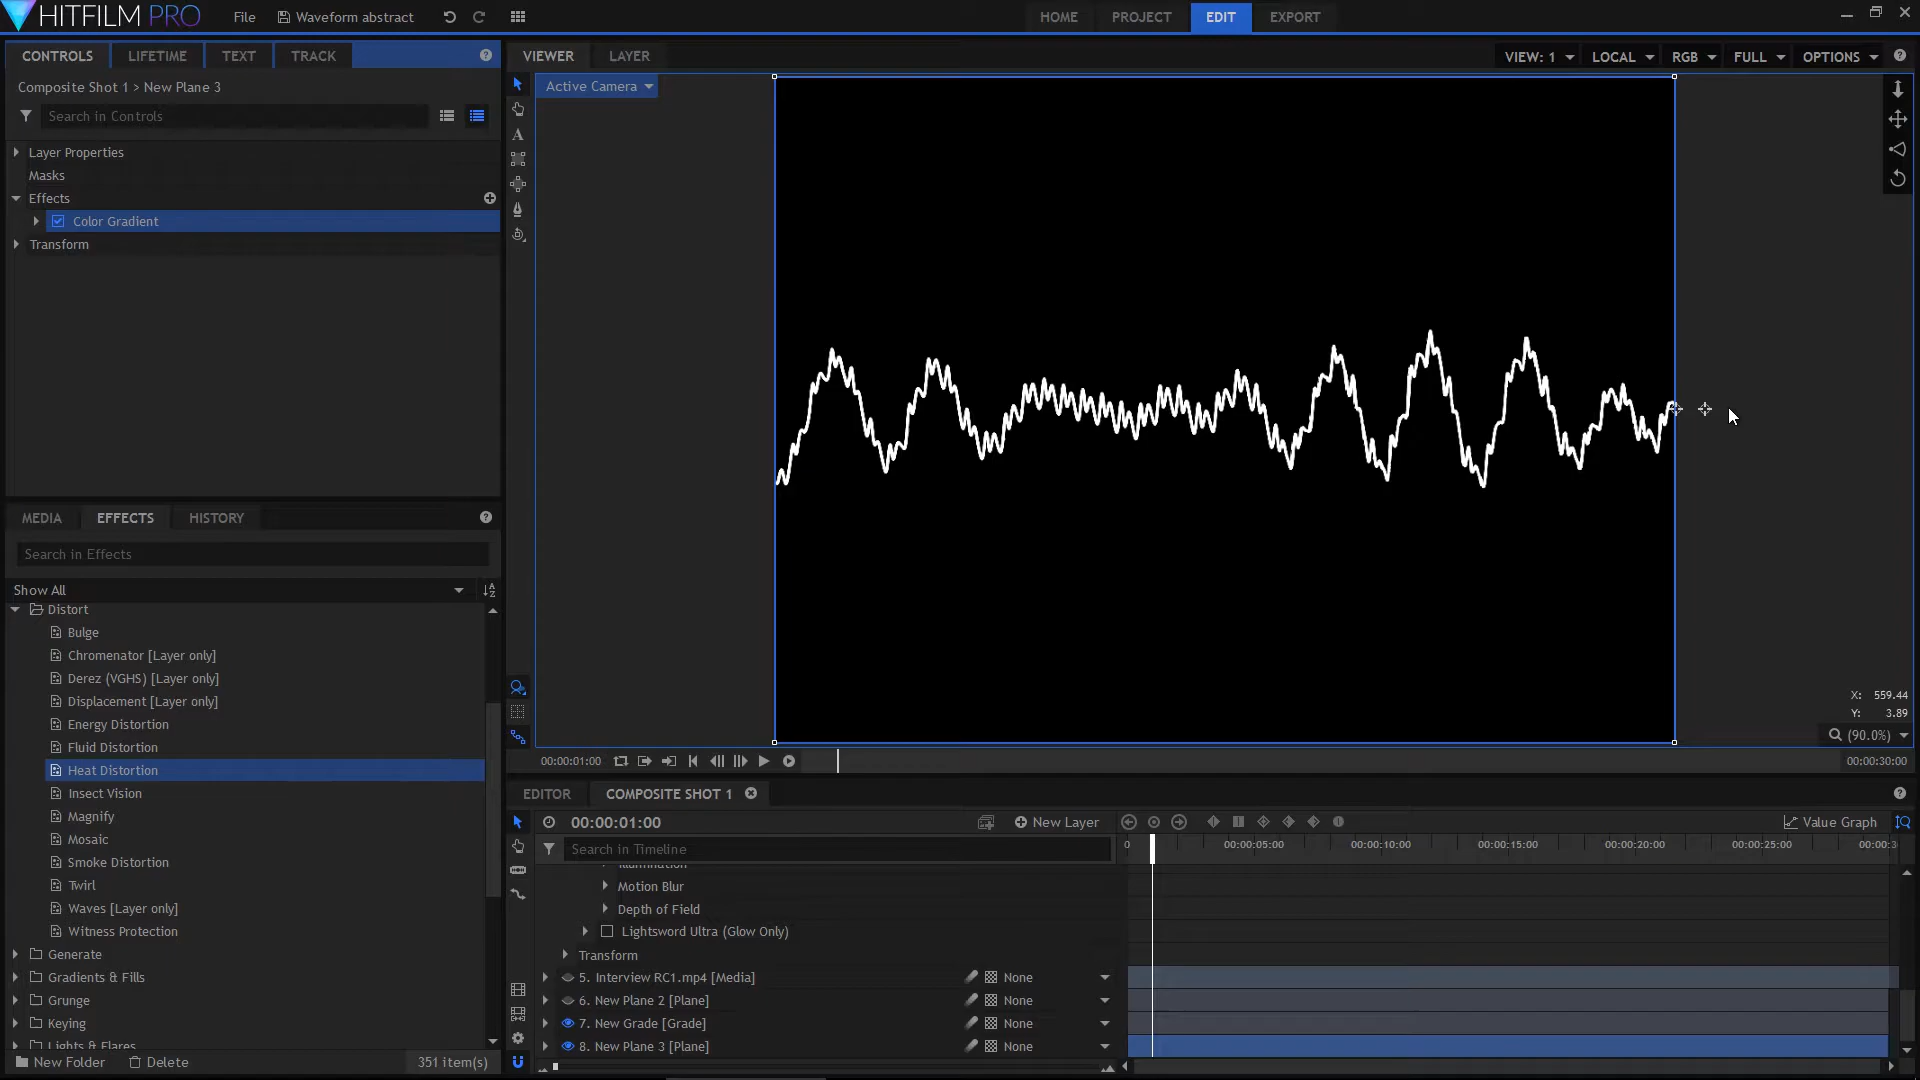 HITFILM PRO
File
Waveform abstract
HOME
PROJECT
EDIT
EXPORT
CONTROLS
LIFETIME
TEXT
TRACK
Composite Shot 1 > New Plane 3
Search in Controls
Layer Properties
Masks
Effects
Color Gradient
Transform
VIEWER
LAYER
VIEW: 1
LOCAL
RGB
FULL
OPTIONS
Active Camera
X: 559.44
Y: 3.89
(90.0%)
00:00:01:00
00:00:30:00
MEDIA
EFFECTS
HISTORY
Search in Effects
Show All
Distort
Bulge
Chromenator [Layer only]
Derez (VGHS) [Layer only]
Displacement [Layer only]
Energy Distortion
Fluid Distortion
Heat Distortion
Insect Vision
Magnify
Mosaic
Smoke Distortion
Twirl
Waves [Layer only]
Witness Protection
Generate
Gradients & Fills
Grunge
Keying
Lights & Flares
New Folder
Delete
351 item(s)
EDITOR
COMPOSITE SHOT 1
00:00:01:00
New Layer
Value Graph
Search in Timeline
0
00:00:05:00
00:00:10:00
00:00:15:00
00:00:20:00
00:00:25:00
00:00:3
Illumination
Motion Blur
Depth of Field
Lightsword Ultra (Glow Only)
Transform
5. Interview RC1.mp4 [Media]
None
6. New Plane 2 [Plane]
None
7. New Grade [Grade]
None
8. New Plane 3 [Plane]
None